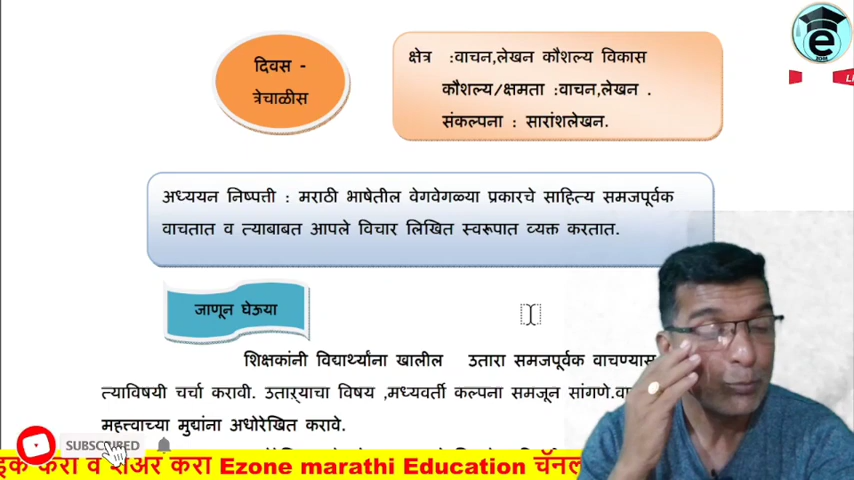 दिवस -
त्रेचाळीस
क्षेत्र :वाचन,लेखन कौशल्य विकास
कौशल्य/क्षमता :वाचन,लेखन .
संकल्पना : सारांशलेखन.
e
2016
अध्ययन निष्पत्ती : मराठी भाषेतील वेगवेगळ्या प्रकारचे साहित्य समजपूर्वक
वाचतात व त्याबाबत आपले विचार लिखित स्वरूपात व्यक्त करतात.
जाणून घेऊया
शिक्षकांनी विद्यार्थ्यांना खालील उतारा समजपूर्वक
त्याविषयी चर्चा करावी. उताऱ्याचा विषय ,मध्यवर्ती कल्पना समजून सांगणे.
महत्त्वाच्या मुद्यांना अधोरेखित करावे.
SUBSCRIBED
करा व शेअर करा Ezone marathi Education चॅनल